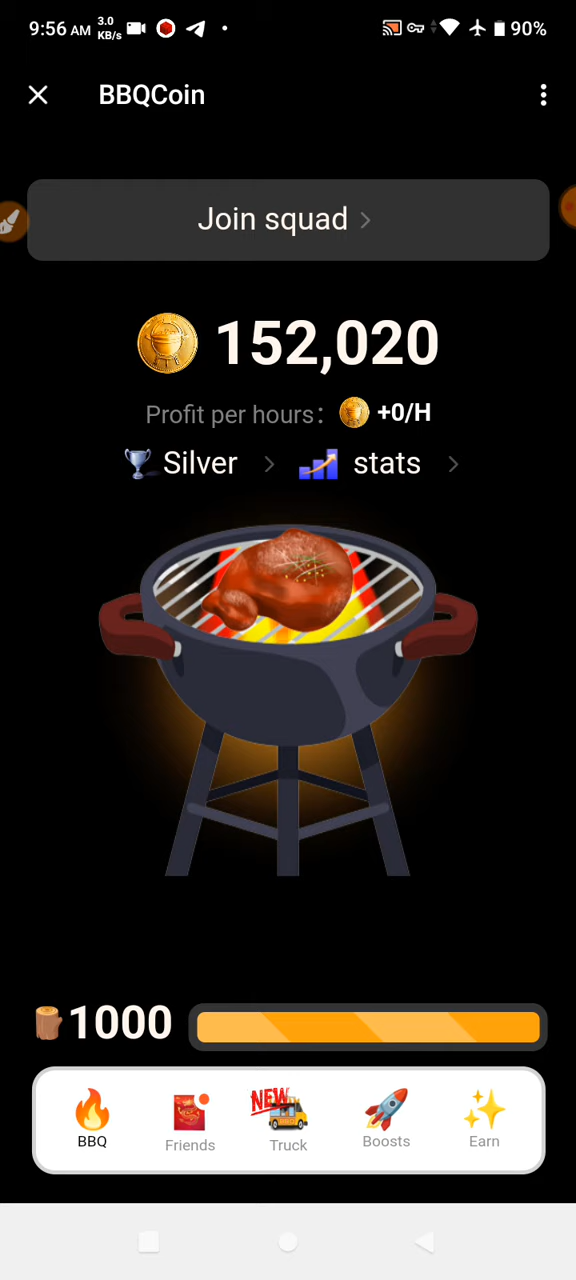 9:56 AM 3.0 KB/s 90%
BBQCoin
Join squad
152,020
Profit per hours: +0/H
Silver stats
1000
NEW
BBQ Friends Truck Boosts Earn